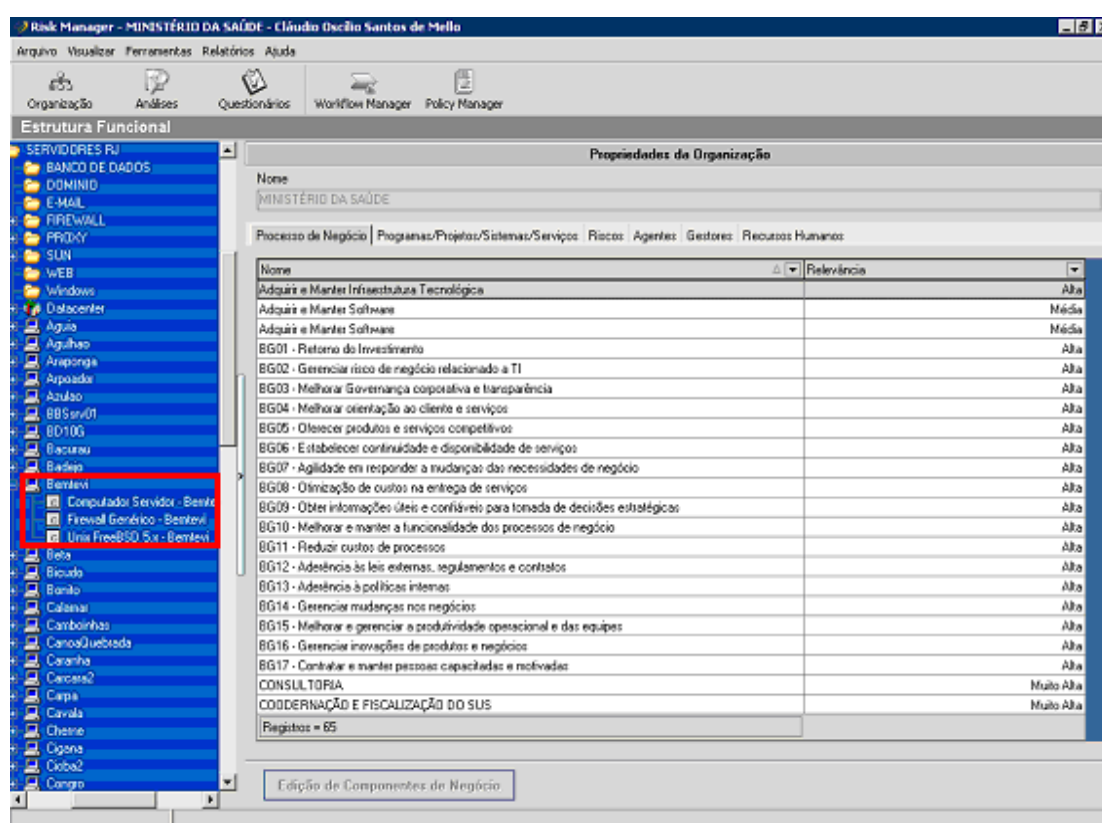 Risk Manager - MINISTÉRIO DA SAÚDE - Cláudio Oscilio Santos de Mello
Arquivo Visualizar Ferramentas Relatórios Ajuda
Organização Análises Questionários Workflow Manager Policy Manager
Estrutura Funcional
SERVIDORES RJ
BANCO DE DADOS
DOMINIO
E-MAIL
FIREWALL
PROXY
SUN
WEB
Windows
Datacenter
Aguia
Agulhao
Araponga
Arpoador
Azulao
BBSsrv01
BD10G
Bacurau
Badejo
Bemtevi
Computador Servidor - Bemte
Firewall Genérico - Bemtevi
Unix FreeBSD 5.x - Bemtevi
Beta
Bicudo
Bonito
Calamar
Camboinhas
CanoaQuebrada
Caranha
Carcara2
Carpa
Cavala
Cherne
Cigana
Cioba2
Congro
Propriedades da Organização
Nome
MINISTÉRIO DA SAÚDE
Processo de Negócio Programas/Projetos/Sistemas/Serviços Riscos Agentes Gestores Recursos Humanos
Nome Relevância
Adquirir e Manter Infraestrutura Tecnológica Alta
Adquirir e Manter Software Média
Adquirir e Manter Software Média
BG01 - Retorno do Investimento Alta
BG02 - Gerenciar risco de negócio relacionado a TI Alta
BG03 - Melhorar Governança corporativa e transparência Alta
BG04 - Melhorar orientação ao cliente e serviços Alta
BG05 - Oferecer produtos e serviços competitivos Alta
BG06 - Estabelecer continuidade e disponibilidade de serviços Alta
BG07 - Agilidade em responder a mudanças das necessidades de negócio Alta
BG08 - Otimização de custos na entrega de serviços Alta
BG09 - Obter informações úteis e confiáveis para tomada de decisões estratégicas Alta
BG10 - Melhorar e manter a funcionalidade dos processos de negócio Alta
BG11 - Reduzir custos de processos Alta
BG12 - Aderência às leis externas, regulamentos e contratos Alta
BG13 - Aderência à políticas internas Alta
BG14 - Gerenciar mudanças nos negócios Alta
BG15 - Melhorar e gerenciar a produtividade operacional e das equipes Alta
BG16 - Gerenciar inovações de produtos e negócios Alta
BG17 - Contratar e manter pessoas capacitadas e motivadas Alta
CONSULTORIA Muito Alta
COODERNAÇÃO E FISCALIZAÇÃO DO SUS Muito Alta
Registros = 65
Edição de Componentes de Negócio